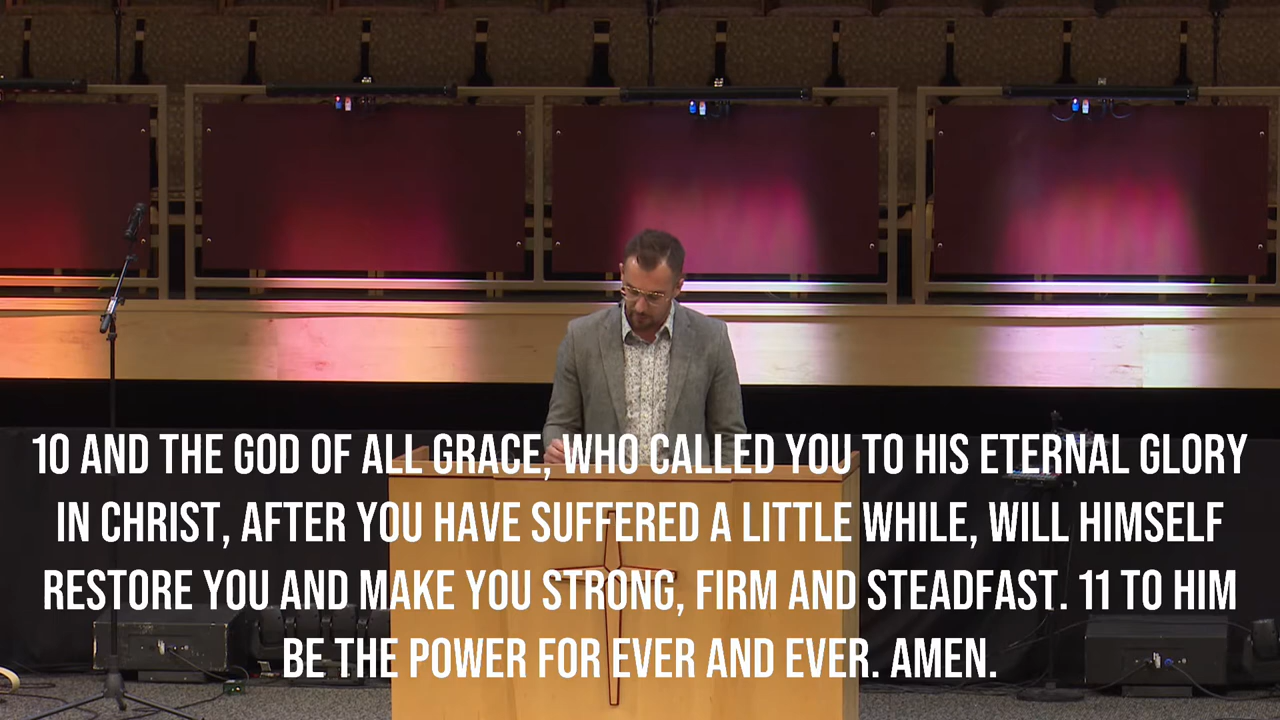 10 AND THE GOD OF ALL GRACE, WHO CALLED YOU TO HIS ETERNAL GLORY
IN CHRIST, AFTER YOU HAVE SUFFERED A LITTLE WHILE, WILL HIMSELF
RESTORE YOU AND MAKE YOU STRONG, FIRM AND STEADFAST. 11 TO HIM
BE THE POWER FOR EVER AND EVER. AMEN.